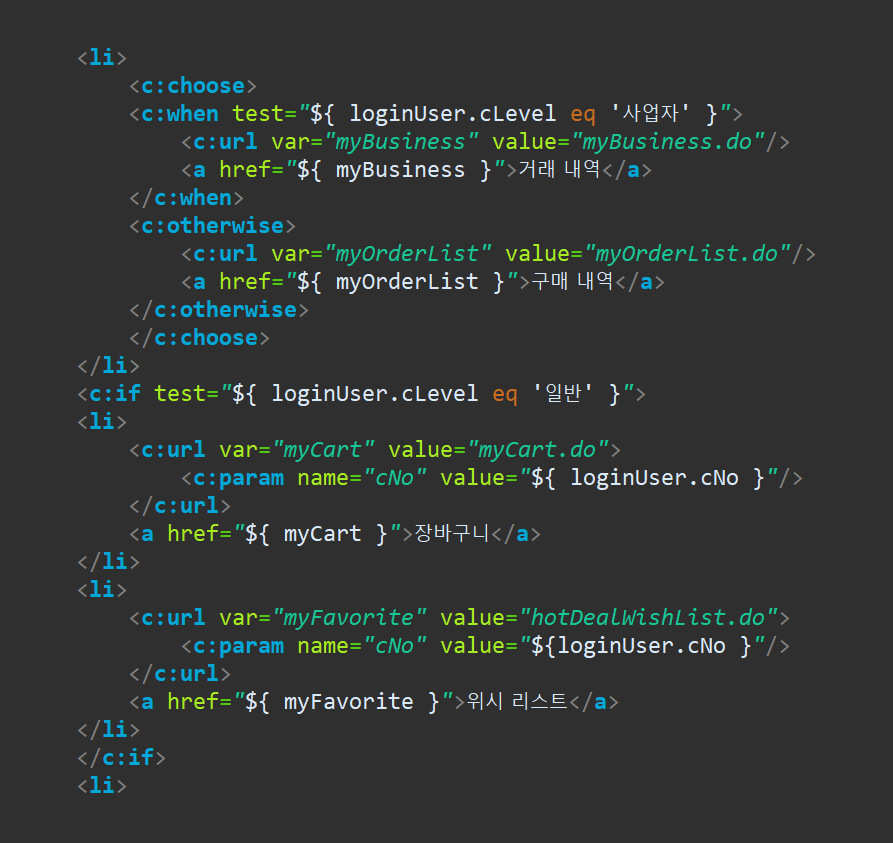 <li>
<c:choose>
<c:when test="${ loginUser.cLevel eq '사업자' }">
<c:url var="myBusiness" value="myBusiness.do"/>
<a href="${ myBusiness }">거래 내역</a>
</c:when>
<c:otherwise>
<c:url var="myOrderList" value="myOrderList.do"/>
<a href="${ myOrderList }">구매 내역</a>
</c:otherwise>
</c:choose>
</li>
<c:if test="${ loginUser.cLevel eq '일반' }">
<li>
<c:url var="myCart" value="myCart.do">
<c:param name="cNo" value="${ loginUser.cNo }"/>
</c:url>
<a href="${ myCart }">장바구니</a>
</li>
<li>
<c:url var="myFavorite" value="hotDealWishList.do">
<c:param name="cNo" value="${loginUser.cNo }"/>
</c:url>
<a href="${ myFavorite }">위시 리스트</a>
</li>
</c:if>
<li>